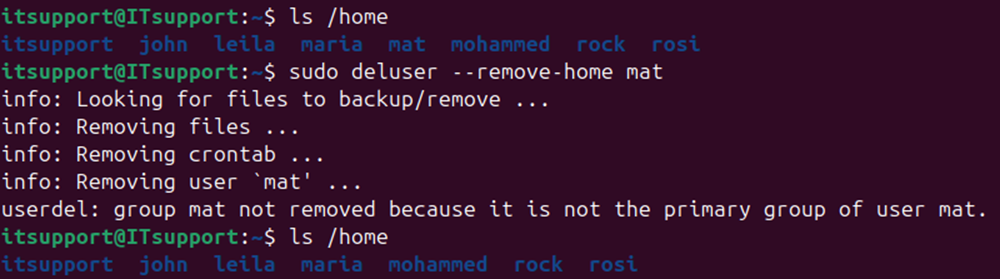 itsupport@ITsupport:~$ ls /home
itsupport john leila maria mat mohammed rock rosi
itsupport@ITsupport:~$ sudo deluser --remove-home mat
info: Looking for files to backup/remove ...
info: Removing files ...
info: Removing crontab ...
info: Removing user `mat' ...
userdel: group mat not removed because it is not the primary group of user mat.
itsupport@ITsupport:~$ ls /home
itsupport john leila maria mohammed rock rosi